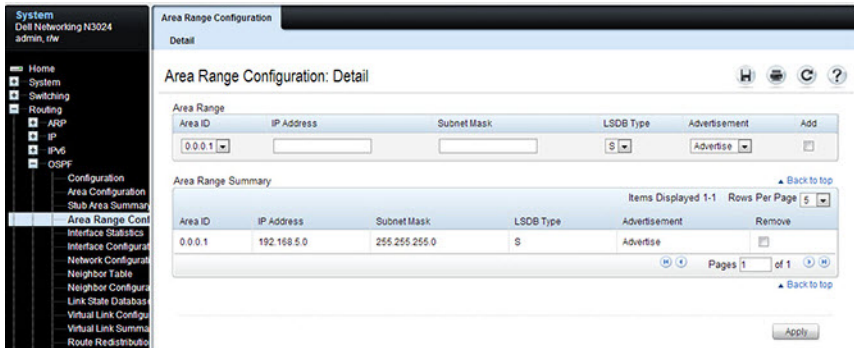 System
Dell Networking N3024
admin, r/w
Home
System
Switching
Routing
ARP
IP
IPv6
OSPF
Configuration
Area Configuration
Stub Area Summary
Area Range Conf
Interface Statistics
Interface Configurat
Network Configurati
Neighbor Table
Neighbor Configura
Link State Database
Virtual Link Configu
Virtual Link Summa
Route Redistributio
Area Range Configuration
Detail
Area Range Configuration: Detail
Area Range
Area ID IP Address Subnet Mask LSDB Type Advertisement Add
0.0.0.1 S Advertise
Area Range Summary Back to top
Items Displayed 1-1 Rows Per Page 5
Area ID IP Address Subnet Mask LSDB Type Advertisement Remove
0.0.0.1 192.168.5.0 255.255.255.0 S Advertise
Pages 1 of 1
Back to top
Apply